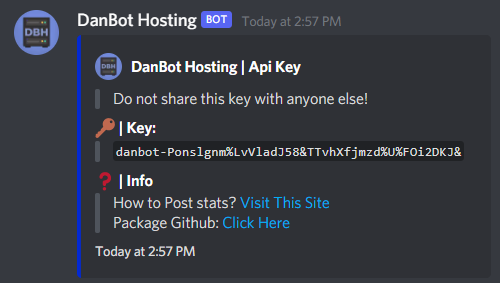 DanBot Hosting BOT Today at 2:57 PM
DBH
DanBot Hosting | Api Key
Do not share this key with anyone else!
| Key:
danbot-Ponslgnm%LvVladJ58&TTvhXfjmzd%U%FOi2DKJ&
| Info
How to Post stats? Visit This Site
Package Github: Click Here
Today at 2:57 PM